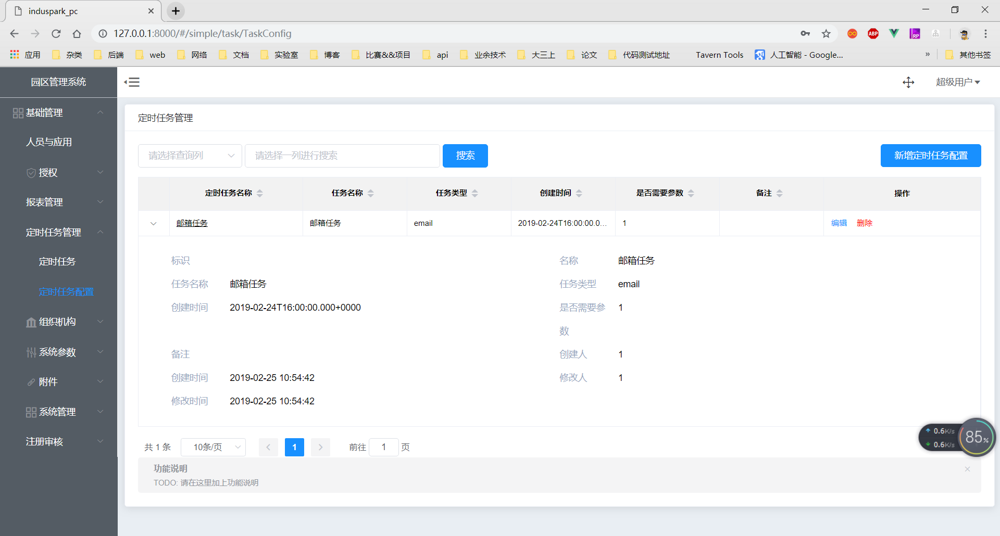 induspark_pc
127.0.0.1:8000/#/simple/task/TaskConfig
ABP
RP
应用 杂类 后端 web 网络 文档 实验室 博客 比赛&&项目 api 业余技术 大三上 论文 代码测试地址 Tavern Tools 人工智能 - Google... » 其他书签
园区管理系统
超级用户
基础管理
人员与应用
授权
报表管理
定时任务管理
定时任务
定时任务配置
组织机构
系统参数
附件
系统管理
注册审核
定时任务管理
请选择查询列 请选择一列进行搜索 搜索 新增定时任务配置
定时任务名称 任务名称 任务类型 创建时间 是否需要参数 备注 操作
邮箱任务 邮箱任务 email 2019-02-24T16:00:00.0... 1 编辑 删除
标识 名称 邮箱任务
任务名称 邮箱任务 任务类型 email
创建时间 2019-02-24T16:00:00.000+0000 是否需要参 1
数
备注 创建人 1
创建时间 2019-02-25 10:54:42 修改人 1
修改时间 2019-02-25 10:54:42
共 1 条 10条/页 1 前往 1 页
功能说明
TODO: 请在这里加上功能说明
0.6K/s
0.6K/s
85%